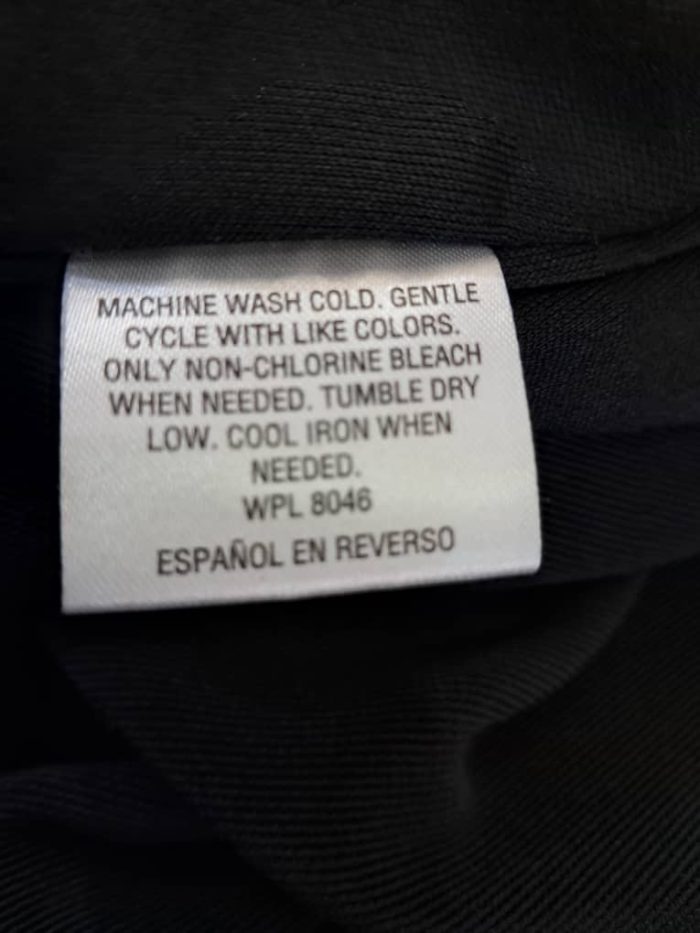 MACHINE WASH COLD. GENTLE
CYCLE WITH LIKE COLORS.
ONLY NON-CHLORINE BLEACH
WHEN NEEDED. TUMBLE DRY
LOW. COOL IRON WHEN
NEEDED.
WPL 8046
ESPAÑOL EN REVERSO